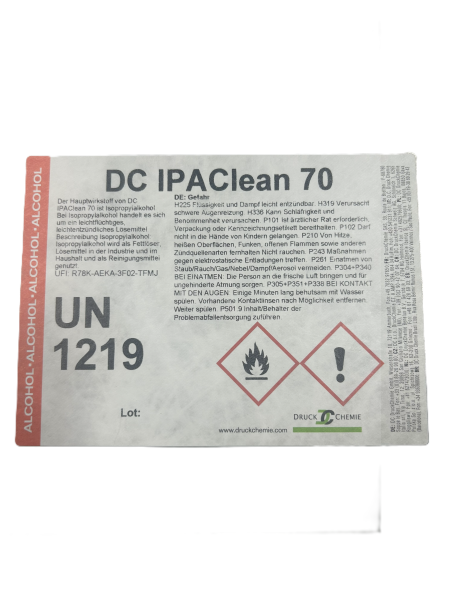 ALCOHOL•ALCOHOL•ALCOHOL•ALCOHOL
DC IPAClean 70
Der Hauptwirkstoff von DC
IPAClean 70 ist Isopropylalkohol
Bei Isopropylalkohol handelt es sich
um ein leichtflüchtiges,
leichtentzündliches Lösemittel
Beschreibung Isopropylalkohol
Isopropylalkohol wird als Fettlöser,
Lösemittel in der Industrie und im
Haushalt und als Reinigungsmittel
genutzt
UFI: R78K-AEKA-3F02-TFMJ
DE: Gefahr
H225 Flüssigkeit und Dampf leicht entzündbar. H319 Verursacht
schwere Augenreizung. H336 Kann Schläfrigkeit und
Benommenheit verursachen. P101 Ist ärztlicher Rat erforderlich,
Verpackung oder Kennzeichnungsetikett bereithalten. P102 Darf
nicht in die Hände von Kindern gelangen. P210 Von Hitze,
heißen Oberflächen, Funken, offenen Flammen sowie anderen
Zündquellenarten fernhalten Nicht rauchen. P243 Maßnahmen
gegen elektrostatische Entladungen treffen. P261 Einatmen von
Staub/Rauch/Gas/Nebel/Dampf/Aerosol vermeiden. P304+P340
BEI EINATMEN: Die Person an die frische Luft bringen und für
ungehinderte Atmung sorgen. P305+P351+P338 BEI KONTAKT
MIT DEN AUGEN: Einige Minuten lang behutsam mit Wasser
spülen. Vorhandene Kontaktlinsen nach Möglichkeit entfernen.
Weiter spülen. P501.9 Inhalt/Behälter der
Problemabfallentsorgung zuführen
UN
1219
Lot:
DRUCK DC CHEMIE
www.druckchemie.com